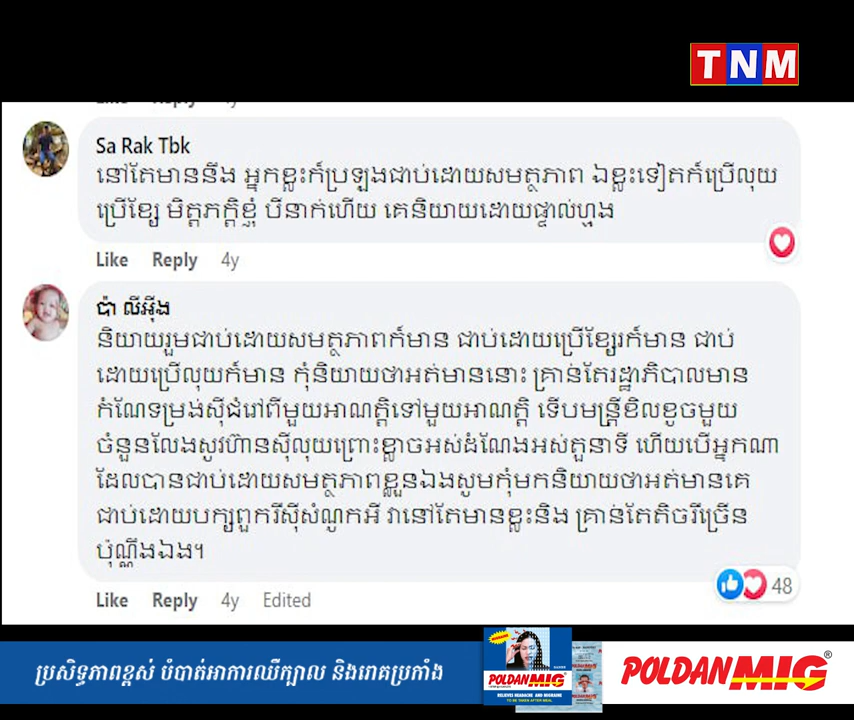 TNM
Sa Rak Tbk
នៅតែមាននឹង អ្នកខ្លះក៏ប្រឡងជាប់ដោយសមត្ថភាព ឯខ្លះទៀតក៍ប្រើលុយ
ប្រើខ្សែ មិត្តភក្តិខ្ញុំ បីនាក់ហើយ គេនិយាយដោយផ្ទាល់ហ្មង
Like Reply 4y
ប៉ា លីអ៊ីង
និយាយរួមជាប់ដោយសមត្ថភាពក៍មាន ជាប់ដោយប្រើខ្សែរក៍មាន ជាប់
ដោយប្រើលុយក៍មាន កុំនិយាយថាអត់មាននោះ គ្រាន់តែរដ្ឋាភិបាលមាន
កំណែទម្រង់ស៊ីជំរៅពីមួយអាណត្តិទៅមួយអាណត្តិ ទើបមន្ត្រីខិលខូចមួយ
ចំនួនលែងសូវហ៊ានស៊ីលុយព្រោះខ្លាចអស់ដំណែងអស់តួនាទី ហើយបើអ្នកណា
ដែលបានជាប់ដោយសមត្ថភាពខ្លួនឯងសូមកុំមកនិយាយថាអត់មានគេ
ជាប់ដោយបក្សពួករឺស៊ីសំណូកអី វានៅតែមានខ្លះនិង គ្រាន់តែតិចរឺច្រើន
ប៉ុណ្ណឹងឯង។
Like Reply 4y Edited
48
ប្រសិទ្ធភាពខ្ពស់ បំបាត់អាការឈឺក្បាល និងរោគប្រកាំង
POLDANMIG
RELIEVES HEADACHE AND MIGRAINE
TO BE TAKEN AFTER MEAL
POLDANMIG®